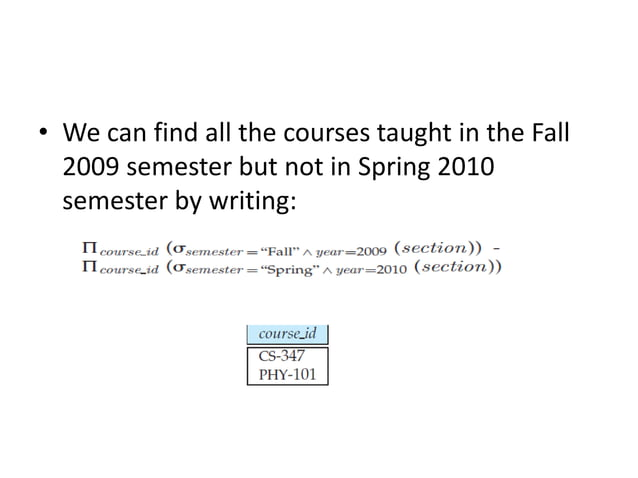 • We can find all the courses taught in the Fall
2009 semester but not in Spring 2010
semester by writing:
Π course_id (σ semester = “Fall” ∧ year=2009 (section)) -
Π course_id (σ semester = “Spring” ∧ year=2010 (section))
course_id
CS-347
PHY-101